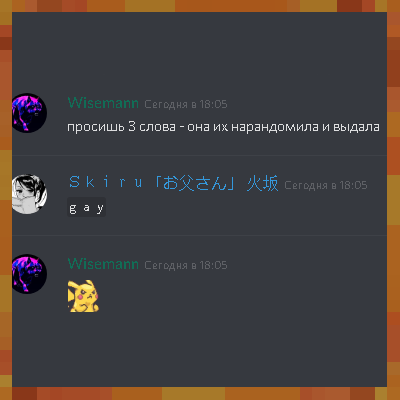 Wisemann Сегодня в 18:05
просишь 3 слова - она их нарандомила и выдала
Ｓｋｉｒｕ「お父さん」 火坂 Сегодня в 18:05
ｇａｙ
Wisemann Сегодня в 18:05